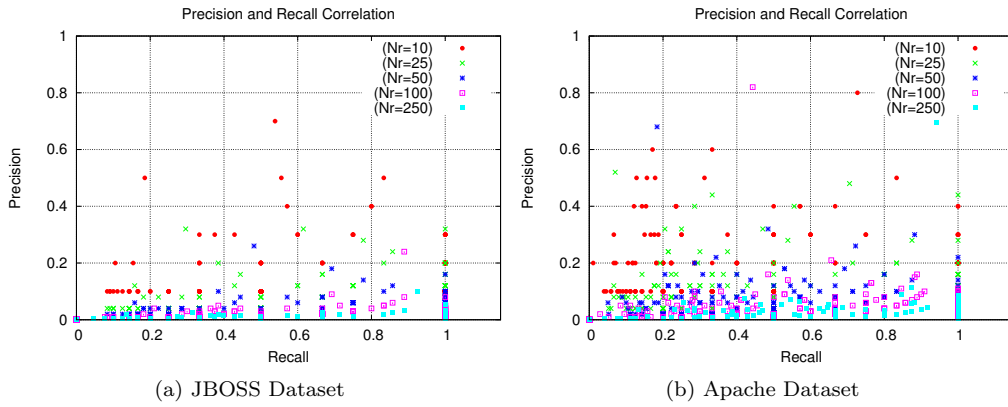 Precision and Recall Correlation
1
0.8
0.6
0.4
0.2
0
Precision
(Nr=10)
(Nr=25)
(Nr=50)
(Nr=100)
(Nr=250)
0
0.2
0.4
0.6
0.8
1
Recall
(a) JBOSS Dataset
Precision and Recall Correlation
1
0.8
0.6
0.4
0.2
0
Precision
(Nr=10)
(Nr=25)
(Nr=50)
(Nr=100)
(Nr=250)
0
0.2
0.4
0.6
0.8
1
Recall
(b) Apache Dataset